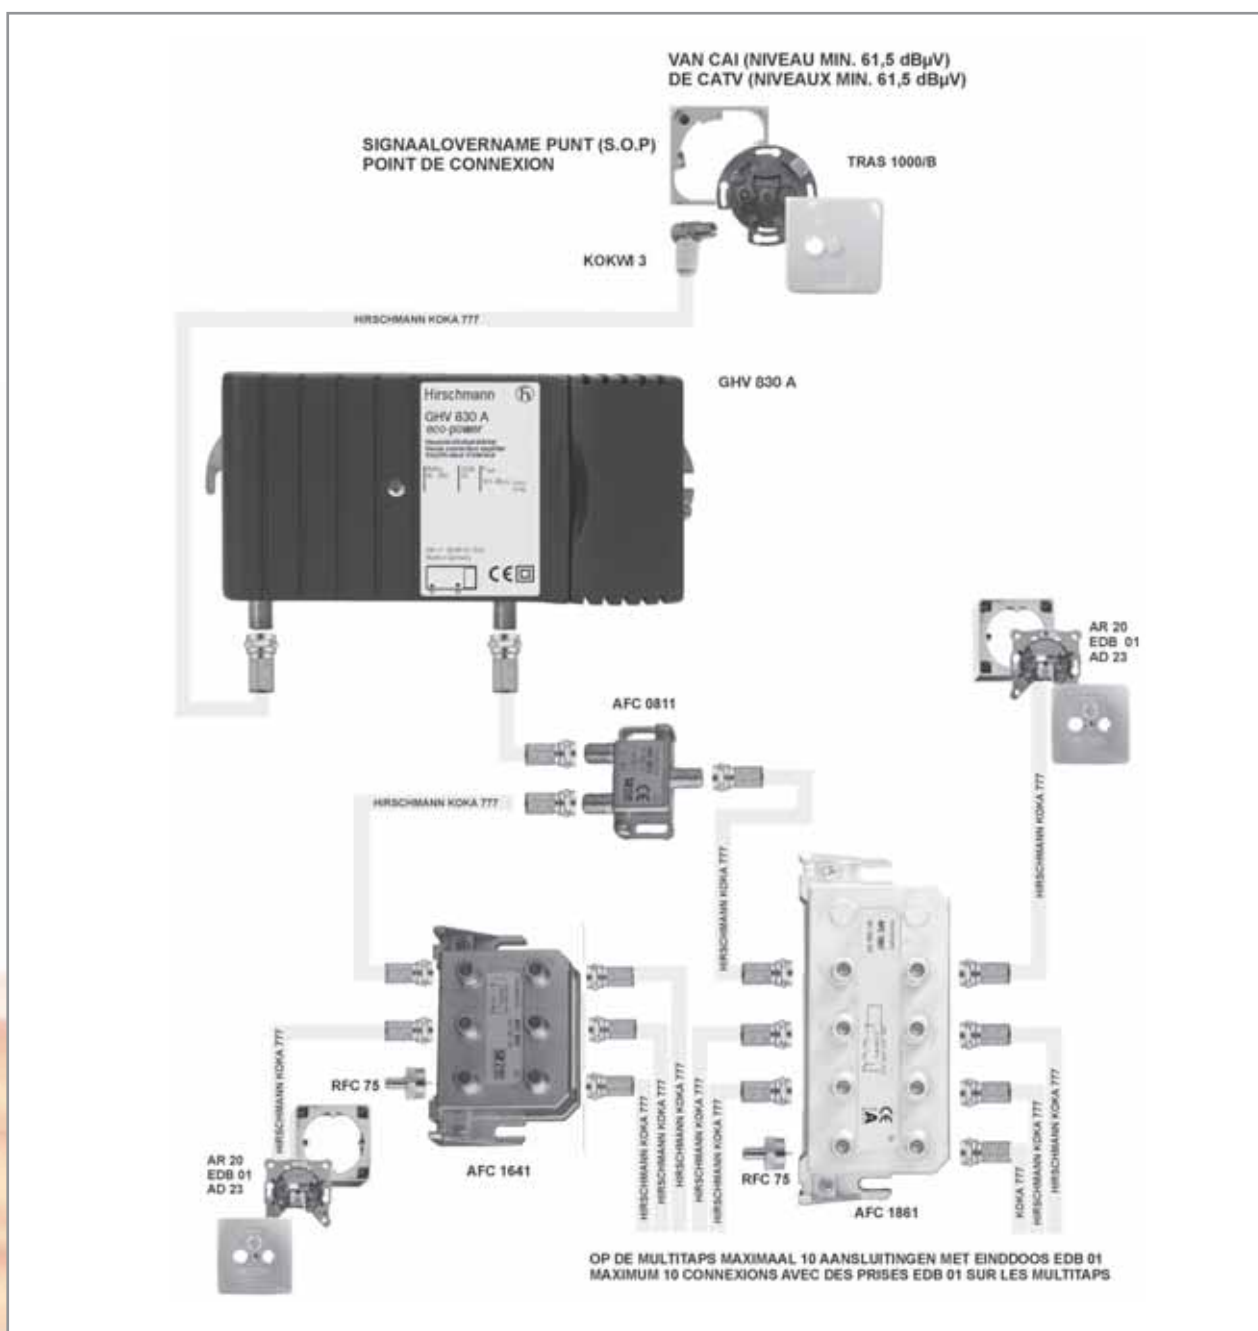 VAN CAI (NIVEAU MIN. 61,5 dBµV)
DE CATV (NIVEAUX MIN. 61,5 dBµV)
SIGNAALOVERNAME PUNT (S.O.P)
POINT DE CONNEXION
TRAS 1000/B
KOKWI 3
HIRSCHMANN KOKA 777
GHV 830 A
Hirschmann
GHV 830 A
eco-power
CE
AR 20
EDB 01
AD 23
AFC 0811
CE
HIRSCHMANN KOKA 777
HIRSCHMANN KOKA 777
HIRSCHMANN KOKA 777
HIRSCHMANN KOKA 777
RFC 75
AR 20
EDB 01
AD 23
AFC 1641
HIRSCHMANN KOKA 777
HIRSCHMANN KOKA 777
HIRSCHMANN KOKA 777
HIRSCHMANN KOKA 777
HIRSCHMANN KOKA 777
RFC 75
CE
A
AFC 1861
KOKA 777
HIRSCHMANN KOKA 777
HIRSCHMANN KOKA 777
OP DE MULTITAPS MAXIMAAL 10 AANSLUITINGEN MET EINDDOOS EDB 01
MAXIMUM 10 CONNEXIONS AVEC DES PRISES EDB 01 SUR LES MULTITAPS